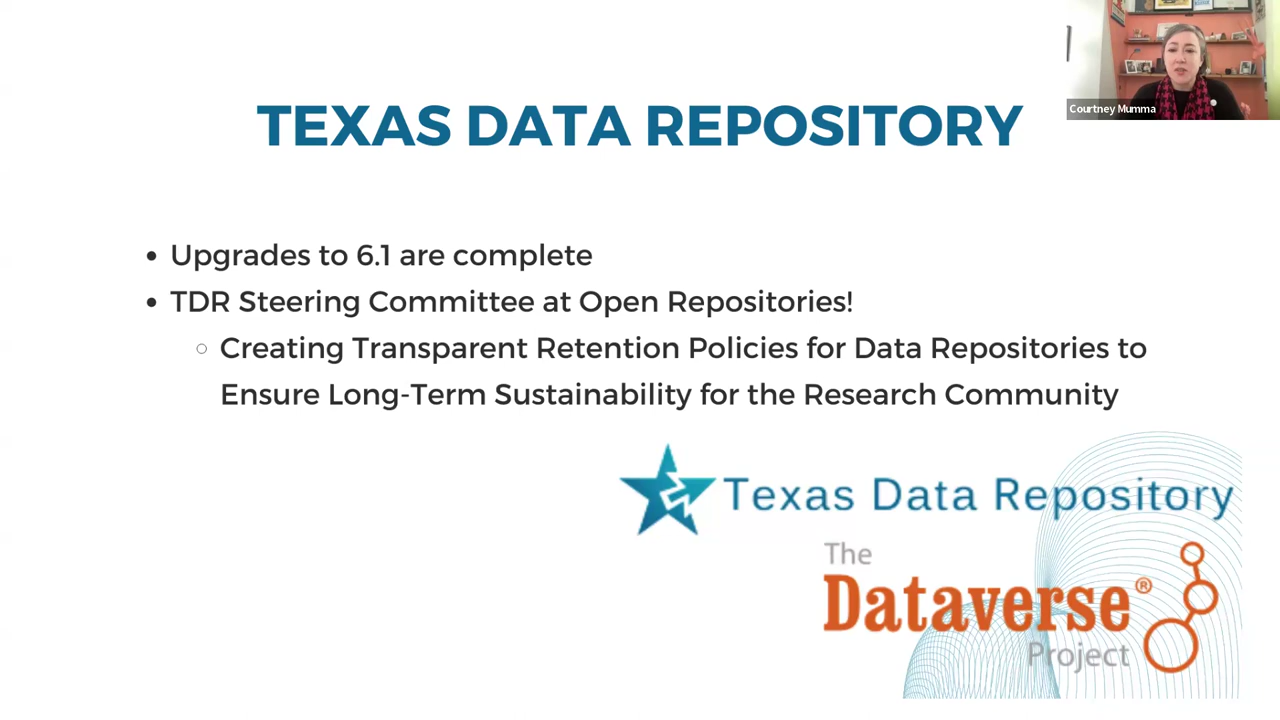 Courtney Mumma
TEXAS DATA REPOSITORY
Upgrades to 6.1 are complete
TDR Steering Committee at Open Repositories!
Creating Transparent Retention Policies for Data Repositories to
Ensure Long-Term Sustainability for the Research Community
Texas Data Repository
The
Dataverse®
Project